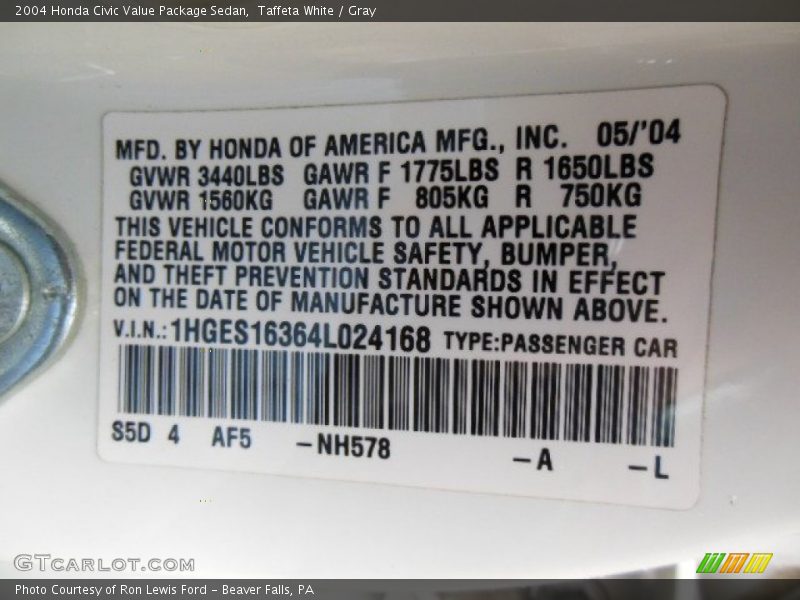 2004 Honda Civic Value Package Sedan,  Taffeta White / Gray
MFD. BY HONDA OF AMERICA MFG., INC. 05/'04
GVWR 3440LBS GAWR F 1775LBS R 1650LBS
GVWR 1560KG GAWR F 805KG R 750KG
THIS VEHICLE CONFORMS TO ALL APPLICABLE
FEDERAL MOTOR VEHICLE SAFETY, BUMPER,
AND THEFT PREVENTION STANDARDS IN EFFECT
ON THE DATE OF MANUFACTURE SHOWN ABOVE.
V.I.N.: 1HGES16364L024168 TYPE:PASSENGER CAR
S5D 4 AF5 -NH578 -A -L
GTCARLOT.COM
Photo Courtesy of Ron Lewis Ford - Beaver Falls, PA